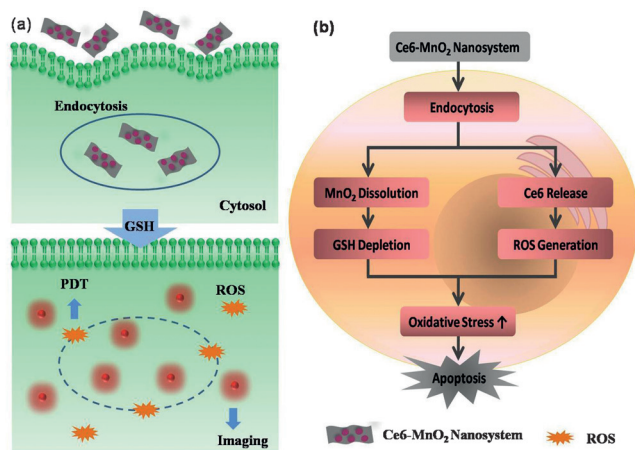 (a)
Endocytosis
Cytosol
GSH
PDT
ROS
Imaging
(b)
Ce6-MnO₂ Nanosystem
Endocytosis
MnO₂ Dissolution
Ce6 Release
GSH Depletion
ROS Generation
Oxidative Stress ↑
Apoptosis
Ce6-MnO₂ Nanosystem
ROS